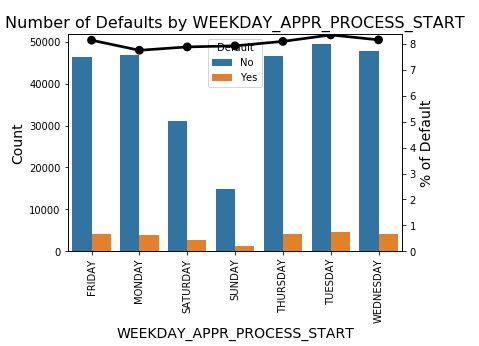 Number of Defaults by WEEKDAY_APPR_PROCESS_START
Default
No
Yes
50000
40000
30000
20000
10000
0
Count
8
7
6
5
4
3
2
1
0
% of Default
FRIDAY
MONDAY
SATURDAY
SUNDAY
THURSDAY
TUESDAY
WEDNESDAY
WEEKDAY_APPR_PROCESS_START